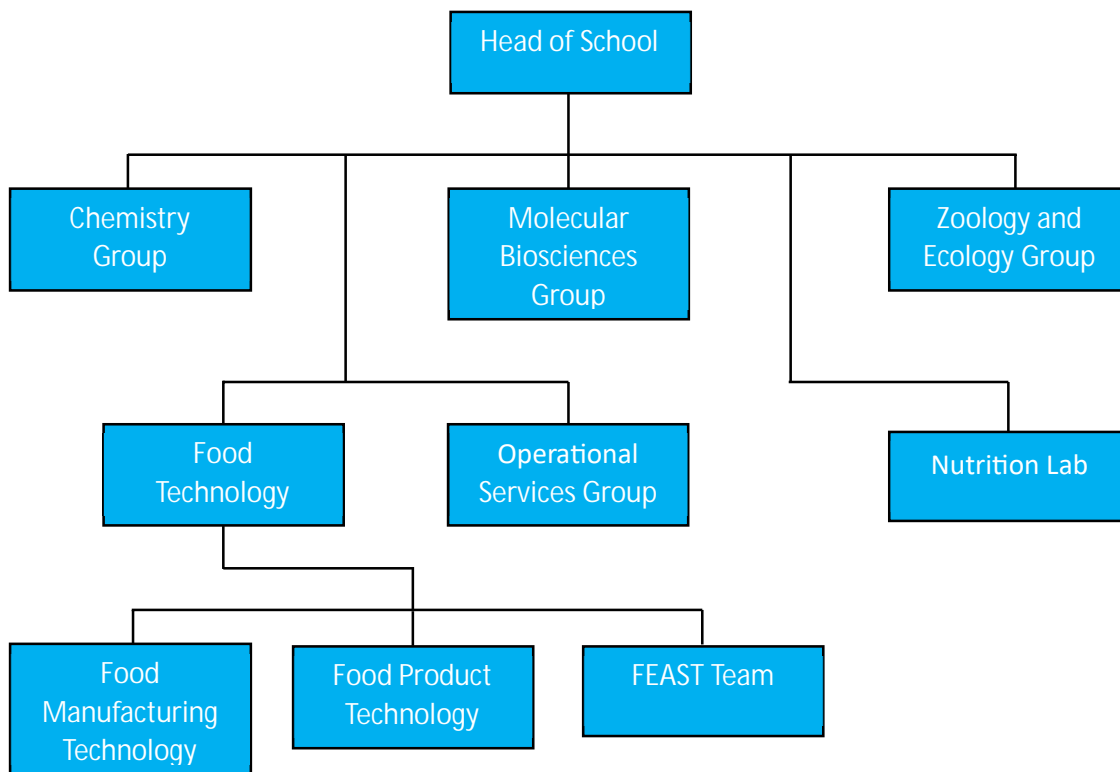 Head of School
Chemistry
Group
Molecular
Biosciences
Group
Zoology and
Ecology Group
Food
Technology
Operational
Services Group
Nutrition Lab
Food
Manufacturing
Technology
Food Product
Technology
FEAST Team